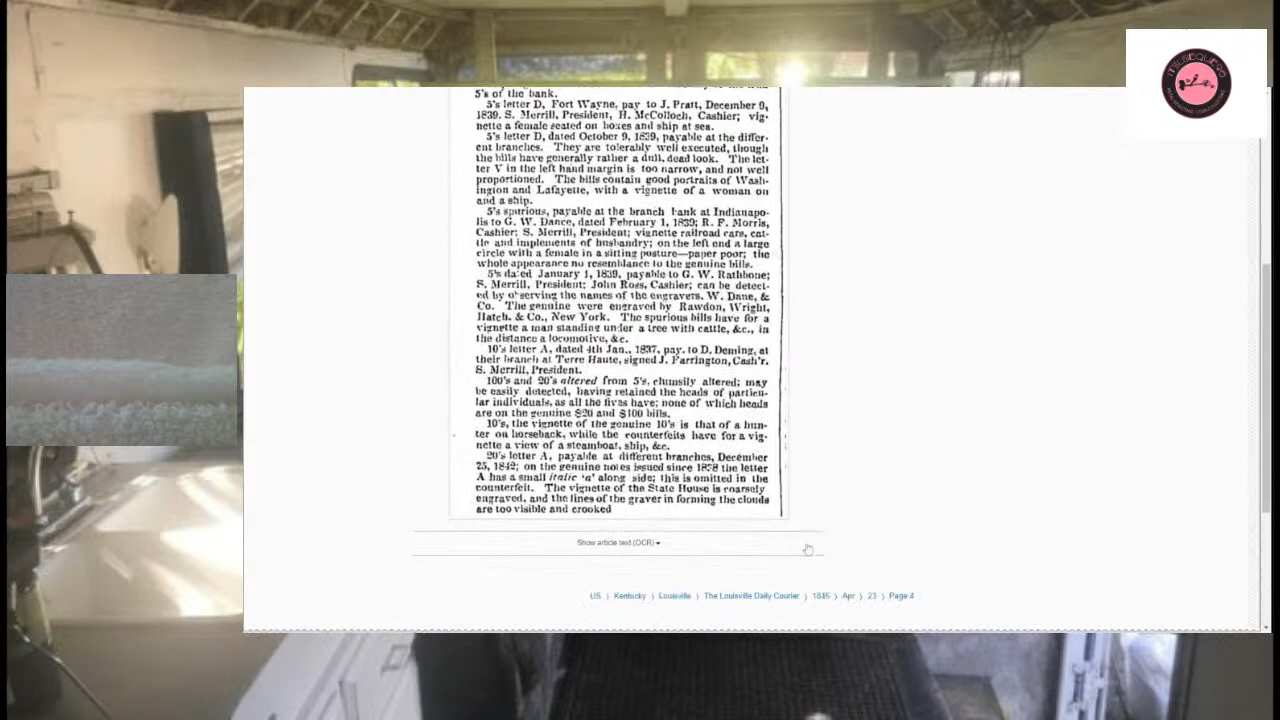 5's of the bank.
5's letter D, Fort Wayne, pay to J. Pratt, December 9,
1839. S. Merrill, President, H. McColloch, Cashier; vig-
nette a female seated on boxes and ship at sea.
5's letter D, dated October 9, 1839, payable at the differ-
ent branches. They are tolerably well executed, though
the bills have generally rather a dull, dead look. The let-
ter V in the left hand margin is too narrow, and not well
proportioned. The bills contain good portraits of Wash-
ington and Lafayette, with a vignette of a woman on
and a ship.
5's spurious, payable at the branch bank at Indianapo-
lis to G. W. Dance, dated February 1, 1839; R. F. Morris,
Cashier; S. Merrill, President; vignette railroad cars, cat-
tle and implements of husbandry; on the left end a large
circle with a female in a sitting posture—paper poor; the
whole appearance no resemblance to the genuine bills.
5's dated January 1, 1839, payable to G. W. Rathbone;
S. Merrill, President; John Ross, Cashier; can be detect-
ed by observing the names of the engravers, W. Dane, &
Co. The genuine were engraved by Rawdon, Wright,
Hatch, & Co., New York. The spurious bills have for a
vignette a man standing under a tree with cattle, &c., in
the distance a locomotive, &c.
10's letter A, dated 4th Jan., 1837, pay. to D. Deming, at
their branch at Terre Haute, signed J. Farrington, Cash'r.
S. Merrill, President.
100's and 20's altered from 5's, clumsily altered; may
be easily detected, having retained the heads of particu-
lar individuals, as all the fives have; none of which heads
are on the genuine $20 and $100 bills.
10's, the vignette of the genuine 10's is that of a hun-
ter on horseback, while the counterfeits have for a vig-
nette a view of a steamboat, ship, &c.
20's letter A, payable at different branches, December
25, 1842; on the genuine notes issued since 1838 the letter
A has a small italic 'a' along side; this is omitted in the
counterfeit. The vignette of the State House is coarsely
engraved, and the lines of the graver in forming the clouds
are too visible and crooked
Show article text (OCR)
US › Kentucky › Louisville › The Louisville Daily Courier › 1845 › Apr › 23 › Page 4